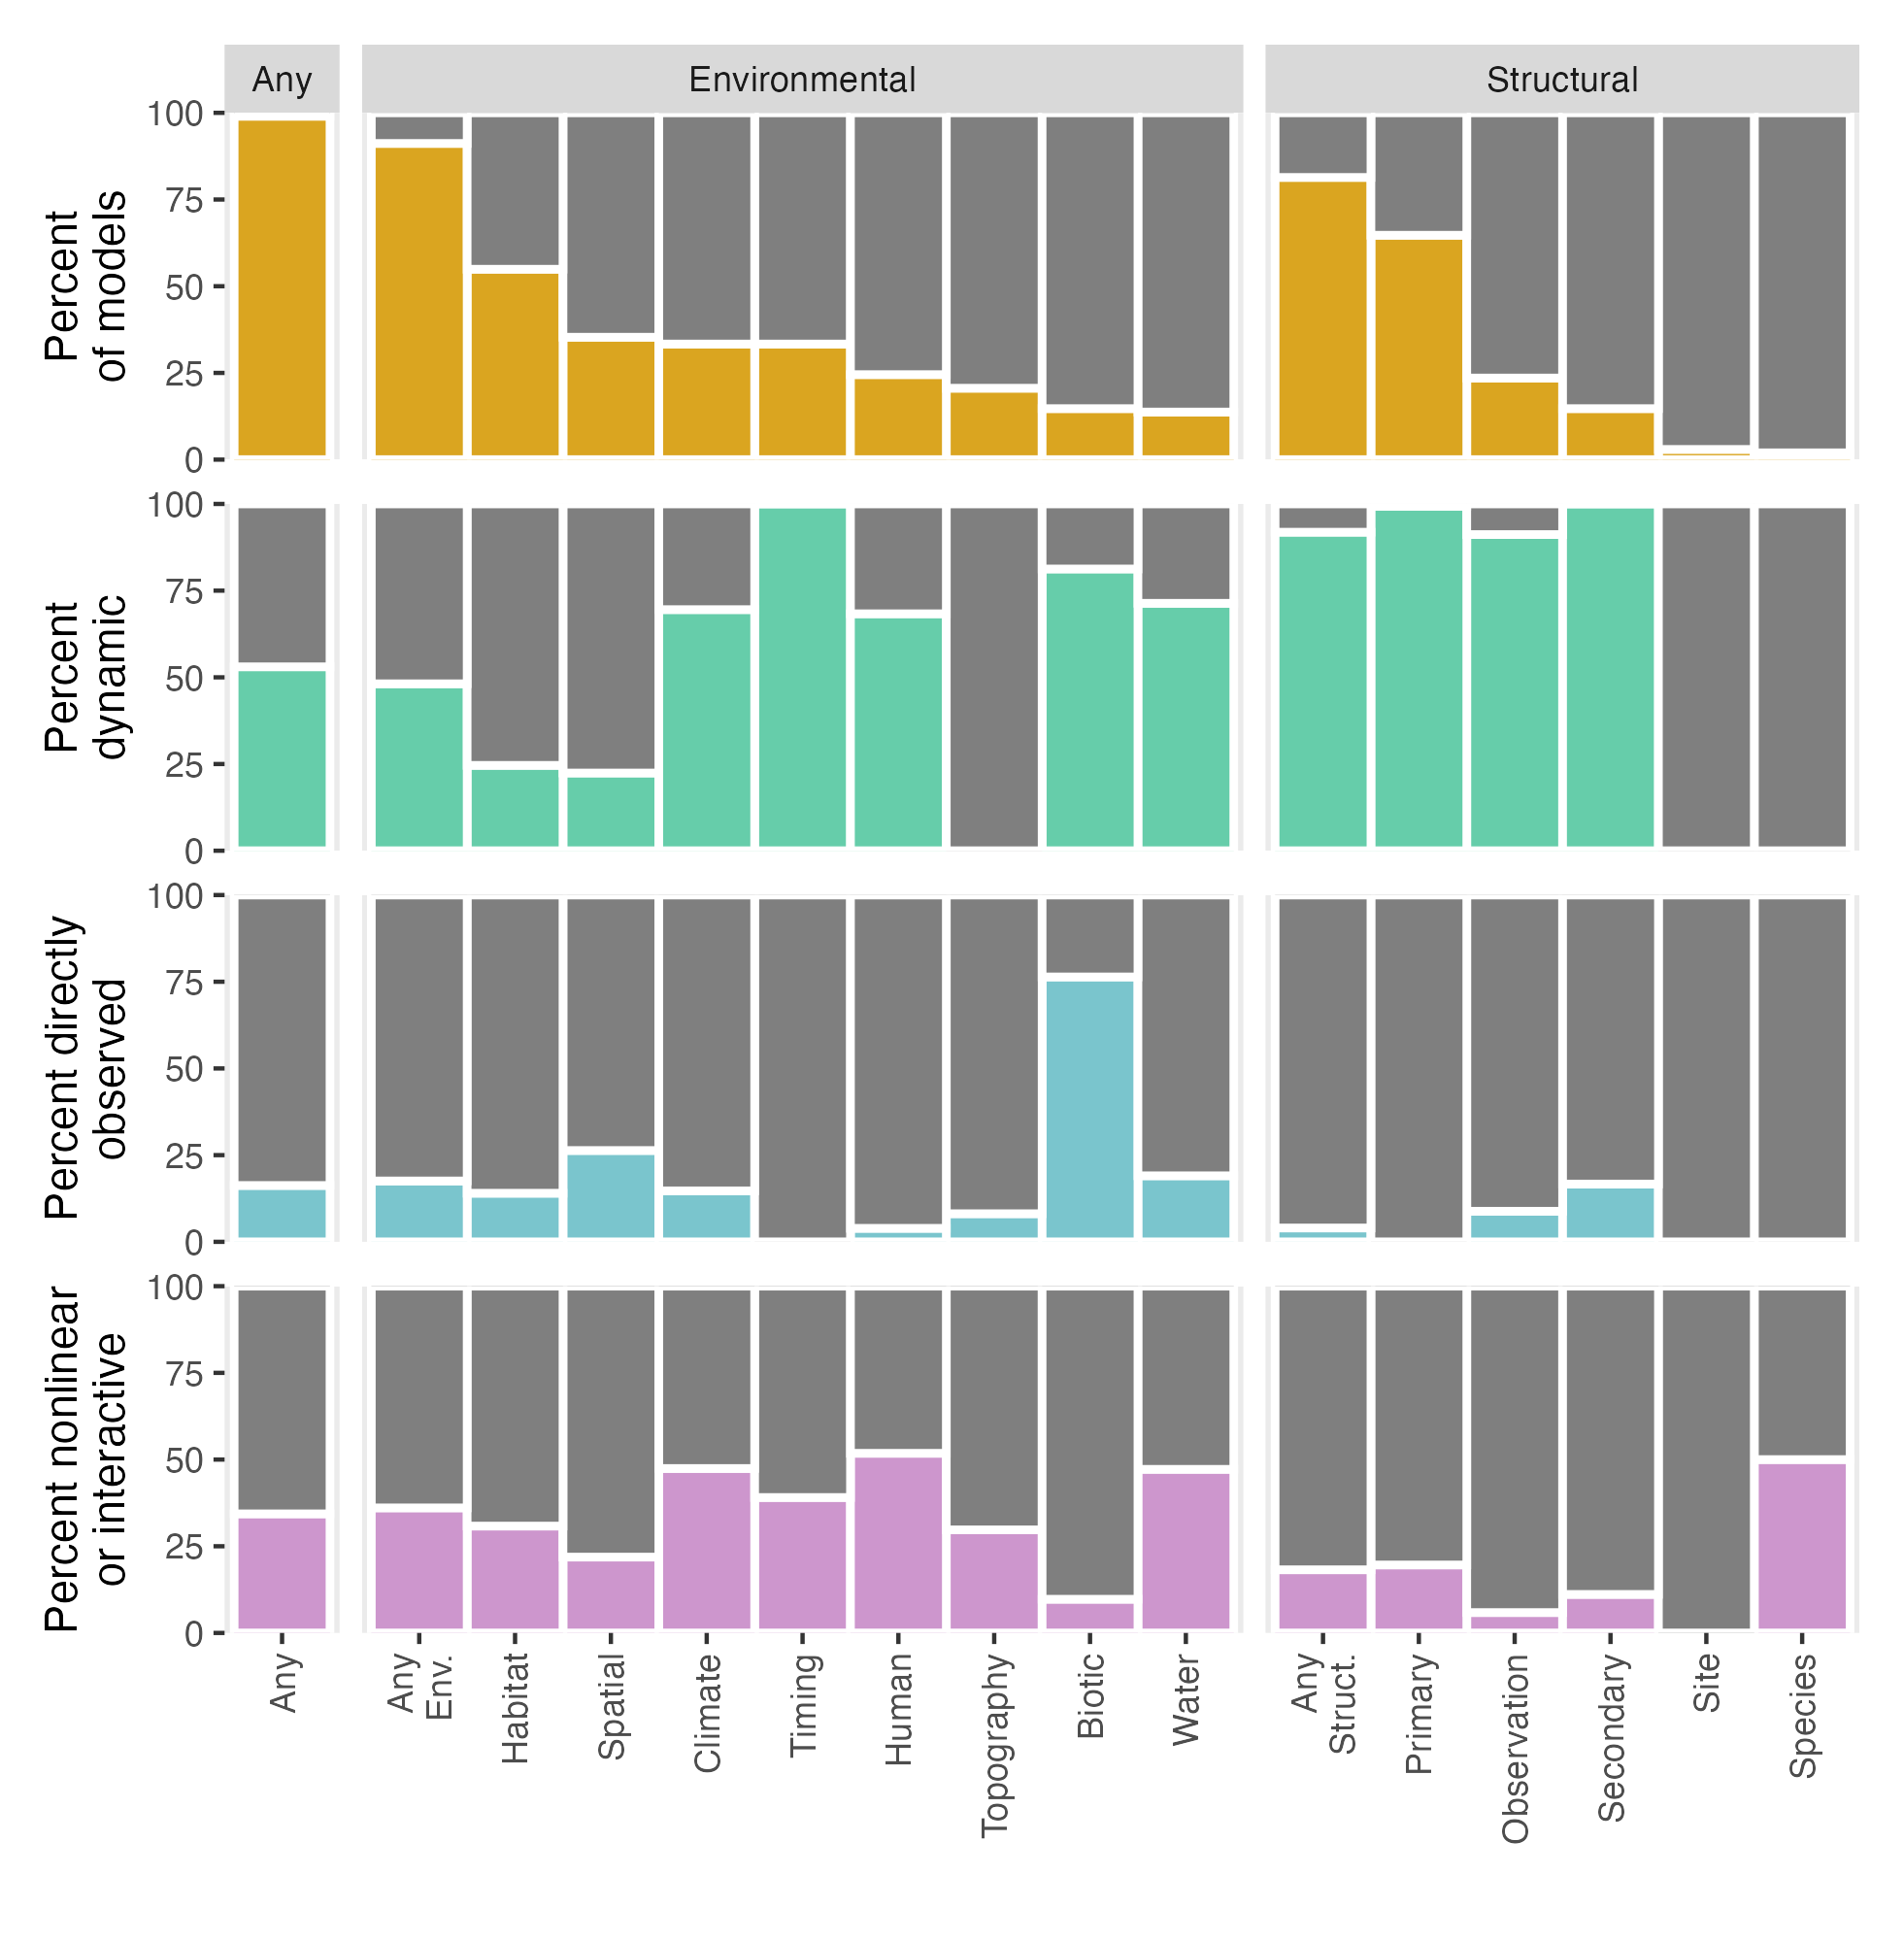 Any
Environmental
Structural
Percent
of models
100
75
50
25
0
Percent
dynamic
100
75
50
25
0
Percent directly
observed
100
75
50
25
0
Percent nonlinear
or interactive
100
75
50
25
0
Any
Any
Env.
Habitat
Spatial
Climate
Timing
Human
Topography
Biotic
Water
Any
Struct.
Primary
Observation
Secondary
Site
Species